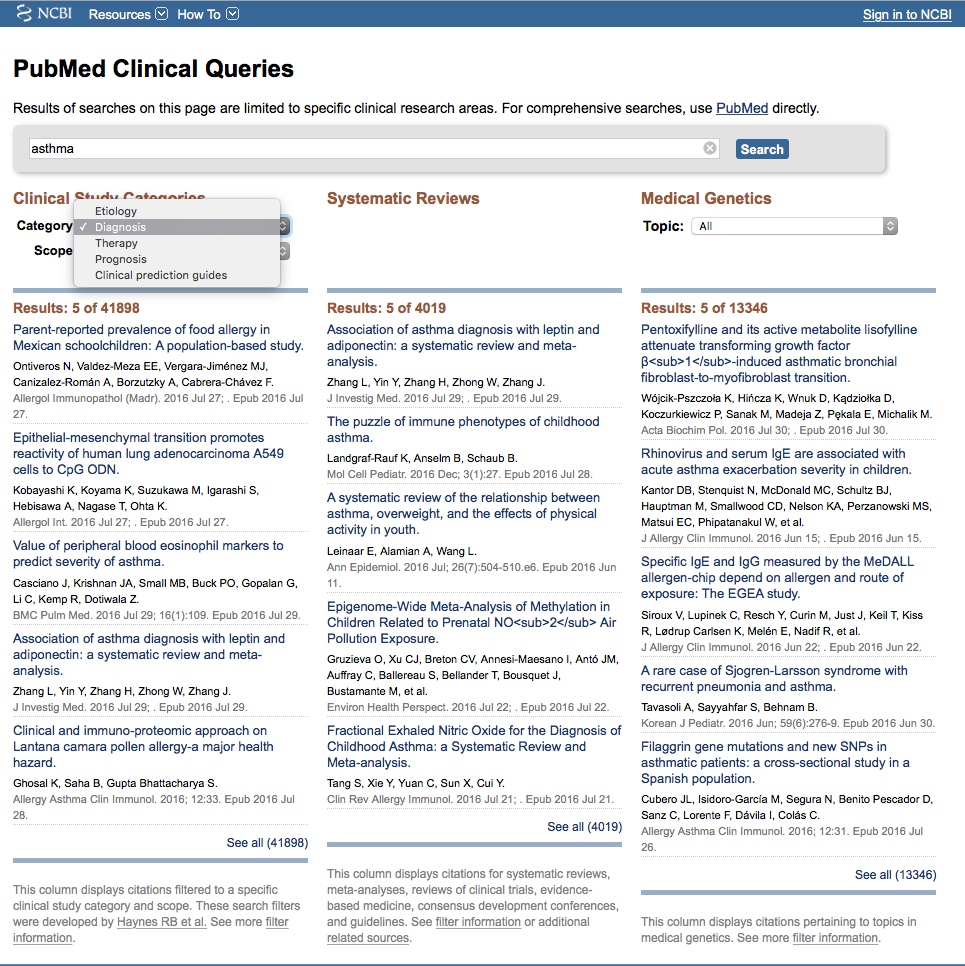 NCBI Resources How To Sign in to NCBI
PubMed Clinical Queries
Results of searches on this page are limited to specific clinical research areas. For comprehensive searches, use PubMed directly.
asthma
Search
Clinical Study Categories
Category
Etiology
✓ Diagnosis
Therapy
Prognosis
Clinical prediction guides
Scope
Results: 5 of 41898
Parent-reported prevalence of food allergy in
Mexican schoolchildren: A population-based study.
Ontiveros N, Valdez-Meza EE, Vergara-Jiménez MJ,
Canizalez-Román A, Borzutzky A, Cabrera-Chávez F.
Allergol Immunopathol (Madr). 2016 Jul 27; . Epub 2016 Jul
27.
Epithelial-mesenchymal transition promotes
reactivity of human lung adenocarcinoma A549
cells to CpG ODN.
Kobayashi K, Koyama K, Suzukawa M, Igarashi S,
Hebisawa A, Nagase T, Ohta K.
Allergol Int. 2016 Jul 27; . Epub 2016 Jul 27.
Value of peripheral blood eosinophil markers to
predict severity of asthma.
Casciano J, Krishnan JA, Small MB, Buck PO, Gopalan G,
Li C, Kemp R, Dotiwala Z.
BMC Pulm Med. 2016 Jul 29; 16(1):109. Epub 2016 Jul 29.
Association of asthma diagnosis with leptin and
adiponectin: a systematic review and meta-
analysis.
Zhang L, Yin Y, Zhang H, Zhong W, Zhang J.
J Investig Med. 2016 Jul 29; . Epub 2016 Jul 29.
Clinical and immuno-proteomic approach on
Lantana camara pollen allergy-a major health
hazard.
Ghosal K, Saha B, Gupta Bhattacharya S.
Allergy Asthma Clin Immunol. 2016; 12:33. Epub 2016 Jul
28.
See all (41898)
This column displays citations filtered to a specific
clinical study category and scope. These search filters
were developed by Haynes RB et al. See more filter
information.
Systematic Reviews
Results: 5 of 4019
Association of asthma diagnosis with leptin and
adiponectin: a systematic review and meta-
analysis.
Zhang L, Yin Y, Zhang H, Zhong W, Zhang J.
J Investig Med. 2016 Jul 29; . Epub 2016 Jul 29.
The puzzle of immune phenotypes of childhood
asthma.
Landgraf-Rauf K, Anselm B, Schaub B.
Mol Cell Pediatr. 2016 Dec; 3(1):27. Epub 2016 Jul 28.
A systematic review of the relationship between
asthma, overweight, and the effects of physical
activity in youth.
Leinaar E, Alamian A, Wang L.
Ann Epidemiol. 2016 Jul; 26(7):504-510.e6. Epub 2016 Jun
11.
Epigenome-Wide Meta-Analysis of Methylation in
Children Related to Prenatal NO<sub>2</sub> Air
Pollution Exposure.
Gruzieva O, Xu CJ, Breton CV, Annesi-Maesano I, Antó JM,
Auffray C, Ballereau S, Bellander T, Bousquet J,
Bustamante M, et al.
Environ Health Perspect. 2016 Jul 22; . Epub 2016 Jul 22.
Fractional Exhaled Nitric Oxide for the Diagnosis of
Childhood Asthma: a Systematic Review and
Meta-analysis.
Tang S, Xie Y, Yuan C, Sun X, Cui Y.
Clin Rev Allergy Immunol. 2016 Jul 21; . Epub 2016 Jul 21.
See all (4019)
This column displays citations for systematic reviews,
meta-analyses, reviews of clinical trials, evidence-
based medicine, consensus development conferences,
and guidelines. See filter information or additional
related sources.
Medical Genetics
Topic: All
Results: 5 of 13346
Pentoxifylline and its active metabolite lisofylline
attenuate transforming growth factor
β<sub>1</sub>-induced asthmatic bronchial
fibroblast-to-myofibroblast transition.
Wójcik-Pszczoła K, Hińcza K, Wnuk D, Kądziołka D,
Koczurkiewicz P, Sanak M, Madeja Z, Pękala E, Michalik M.
Acta Biochim Pol. 2016 Jul 30; . Epub 2016 Jul 30.
Rhinovirus and serum IgE are associated with
acute asthma exacerbation severity in children.
Kantor DB, Stenquist N, McDonald MC, Schultz BJ,
Hauptman M, Smallwood CD, Nelson KA, Perzanowski MS,
Matsui EC, Phipatanakul W, et al.
J Allergy Clin Immunol. 2016 Jun 15; . Epub 2016 Jun 15.
Specific IgE and IgG measured by the MeDALL
allergen-chip depend on allergen and route of
exposure: The EGEA study.
Siroux V, Lupinek C, Resch Y, Curin M, Just J, Keil T, Kiss
R, Lødrup Carlsen K, Melén E, Nadif R, et al.
J Allergy Clin Immunol. 2016 Jun 22; . Epub 2016 Jun 22.
A rare case of Sjogren-Larsson syndrome with
recurrent pneumonia and asthma.
Tavasoli A, Sayyahfar S, Behnam B.
Korean J Pediatr. 2016 Jun; 59(6):276-9. Epub 2016 Jun 30.
Filaggrin gene mutations and new SNPs in
asthmatic patients: a cross-sectional study in a
Spanish population.
Cubero JL, Isidoro-García M, Segura N, Benito Pescador D,
Sanz C, Lorente F, Dávila I, Colás C.
Allergy Asthma Clin Immunol. 2016; 12:31. Epub 2016 Jul
26.
See all (13346)
This column displays citations pertaining to topics in
medical genetics. See more filter information.